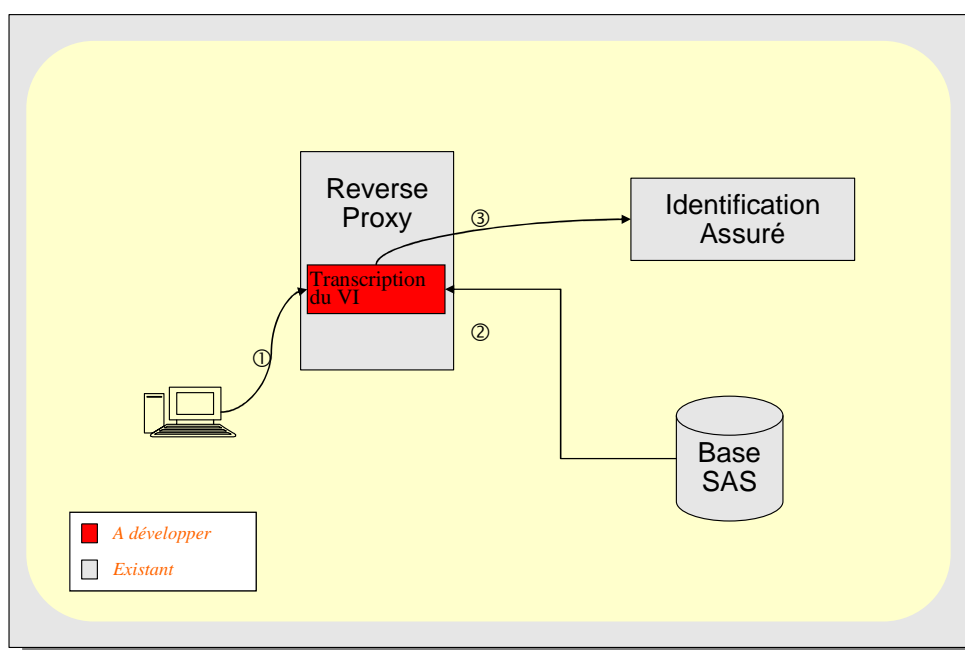 Reverse
Proxy
Identification
Assuré
③
Transcription
du VI
②
①
Base
SAS
A développer
Existant